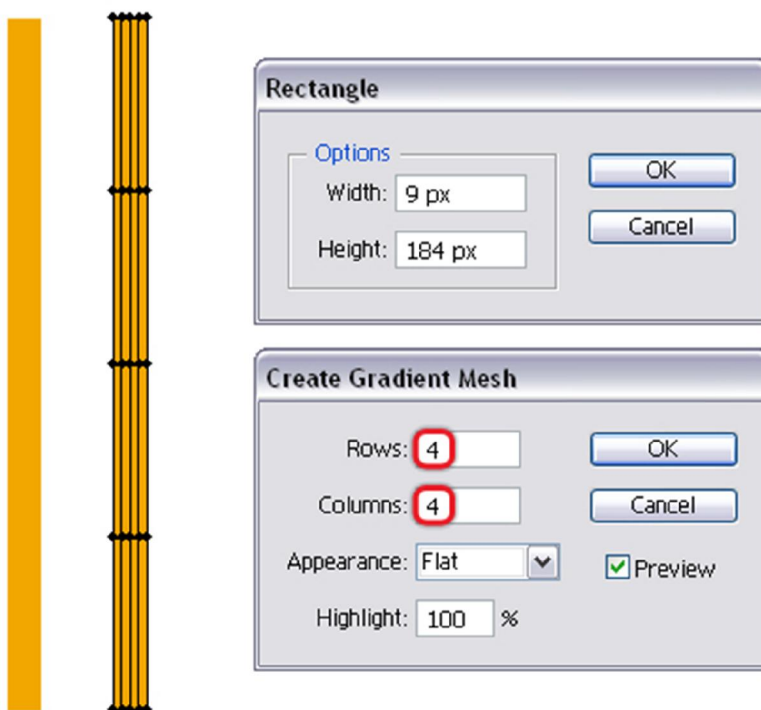 Rectangle
Options
Width: 9 px
OK
Height: 184 px
Cancel
Create Gradient Mesh
Rows: 4
OK
Columns: 4
Cancel
Appearance: Flat
Preview
Highlight: 100 %